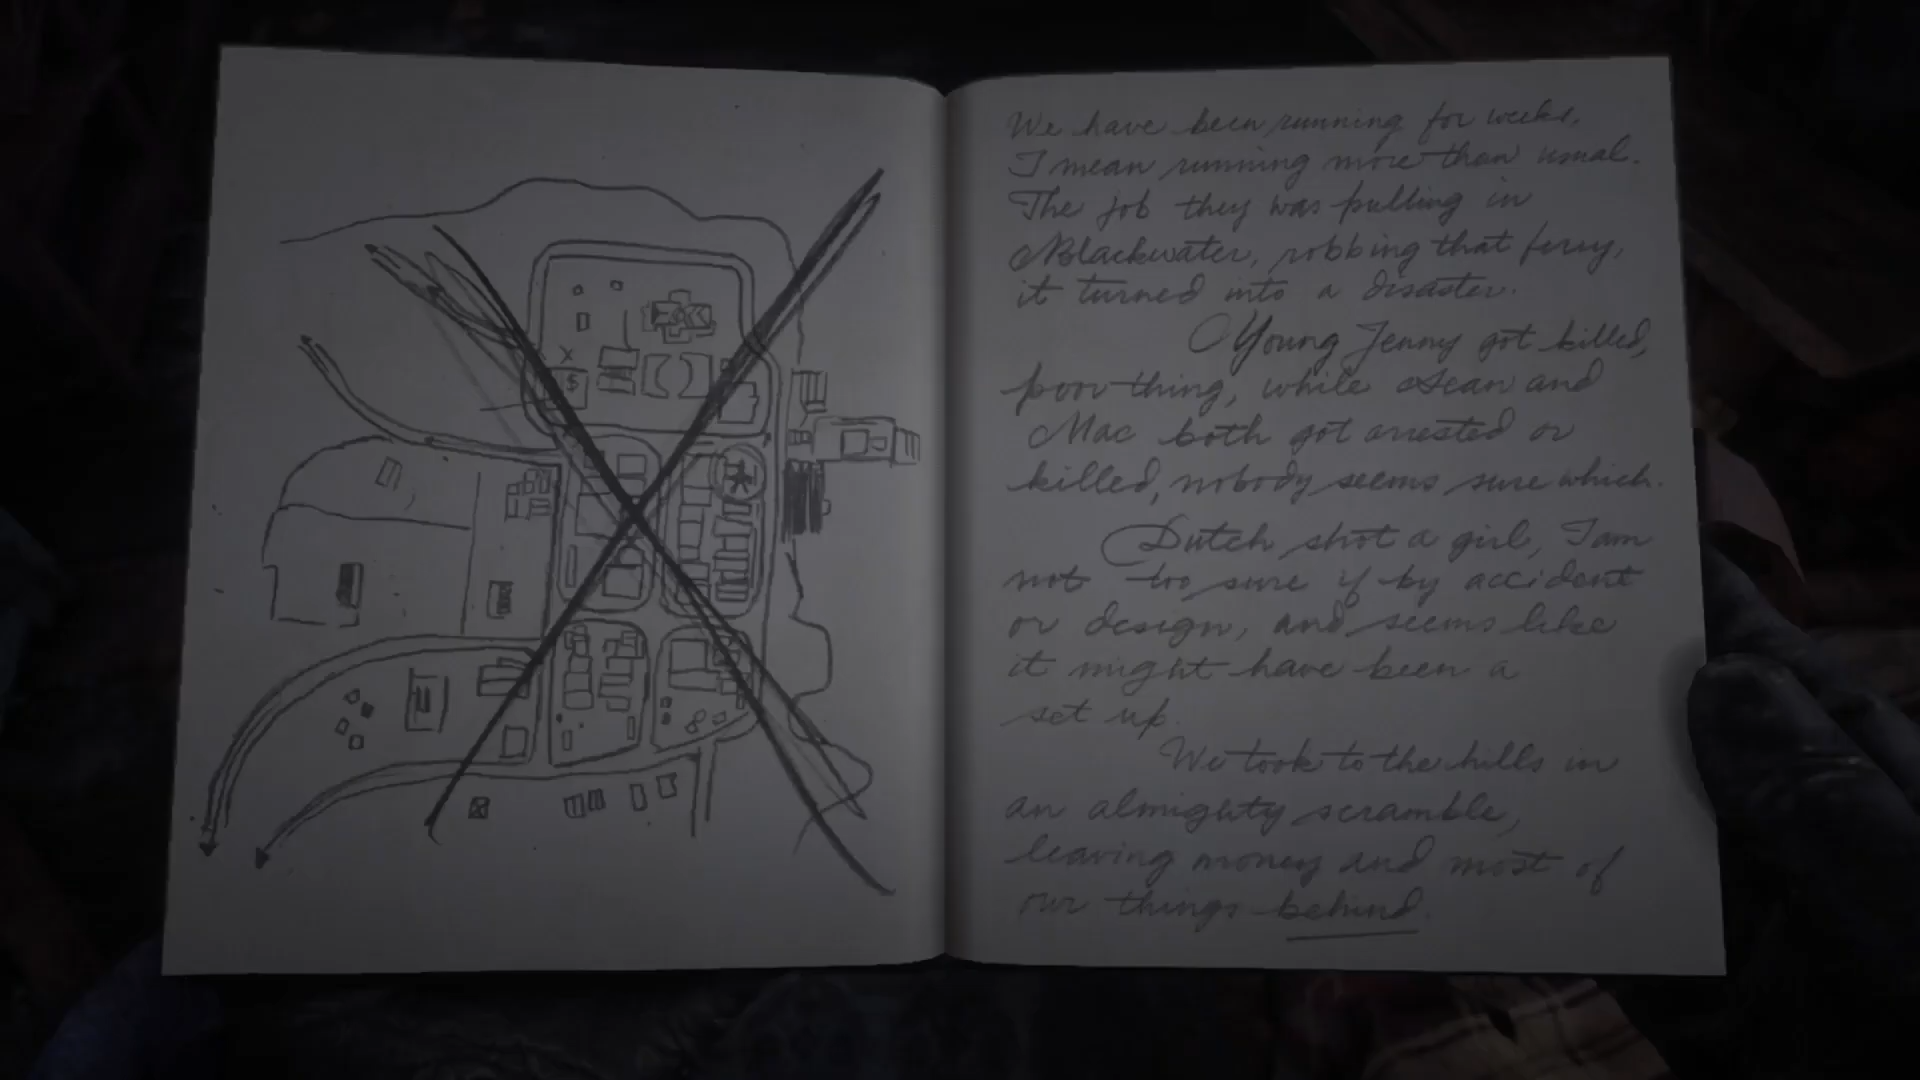 X
S
We have been running for weeks.
I mean running more than usual.
The job they was pulling in
Blackwater, robbing that ferry,
it turned into a disaster.
Young Jenny got killed,
poor thing, while Sean and
Mac both got arrested or
killed, nobody seems sure which.
Dutch shot a girl, I am
not too sure if by accident
or design, and seems like
it might have been a
set up.
We took to the hills in
an almighty scramble,
leaving money and most of
our things behind.